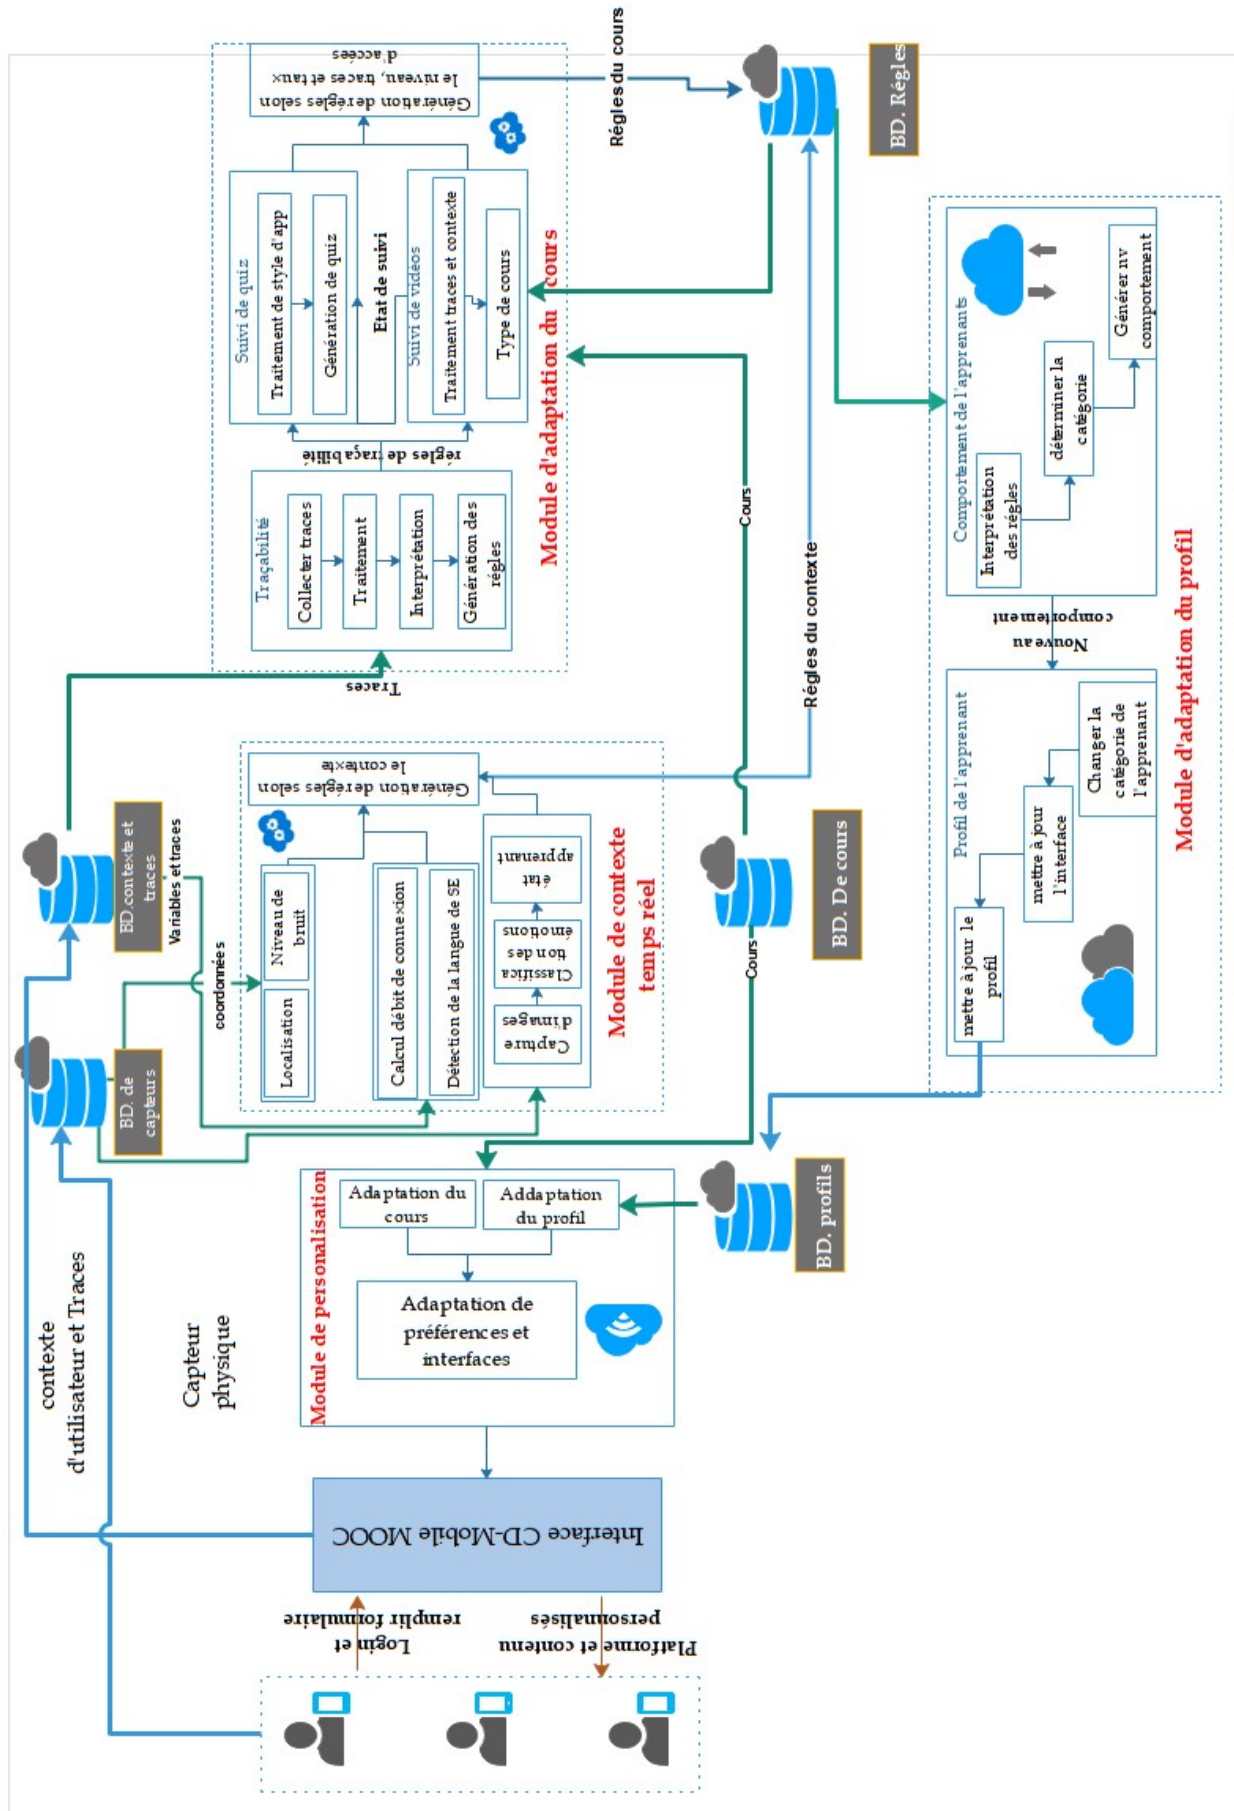 Login et
remplir formulaire
Platforme et contenu
personnalisés
Interface CD-Mobile MOOC
contexte
d'utilisateur et Traces
Capteur
physique
Module de personalisation
Adaptation du
cours
Addaptation
du profil
Adaptation de
préférences et
interfaces
BD. de
capteurs
BD.contexte et
traces
Variables et traces
coordonnées
Localisation
Niveau de
bruit
Calcul débit de connexion
Détection de la langue de SE
Capture
d'images
Classifica
tion des
émotions
état
apprenant
Génération de régles selon
le contexte
Module de contexte
temps réel
Traces
Traçabilité
Collecter traces
Traitement
Interprétation
Génération des
régles
régles de traçabilité
Suivi de quiz
Traitement de style d'app
Génération de quiz
Etat de suivi
Suivi de vidéos
Traitement traces et contexte
Type de cours
Génération de régles selon
le niveau, traces et taux
d'accées
Module d'adaptation du cours
Régles du cours
Régles du contexte
Cours
Cours
BD. profils
BD. De cours
BD. Régles
Profil de l'apprenant
mettre à jour le
profil
mettre à jour
l'interface
Changer la
catégorie de
l'apprenant
Nouveau
comportement
Comportement de l'apprenants
Interprétation
des régles
déterminer la
catégorie
Générer nv
comportement
Module d'adaptation du profil